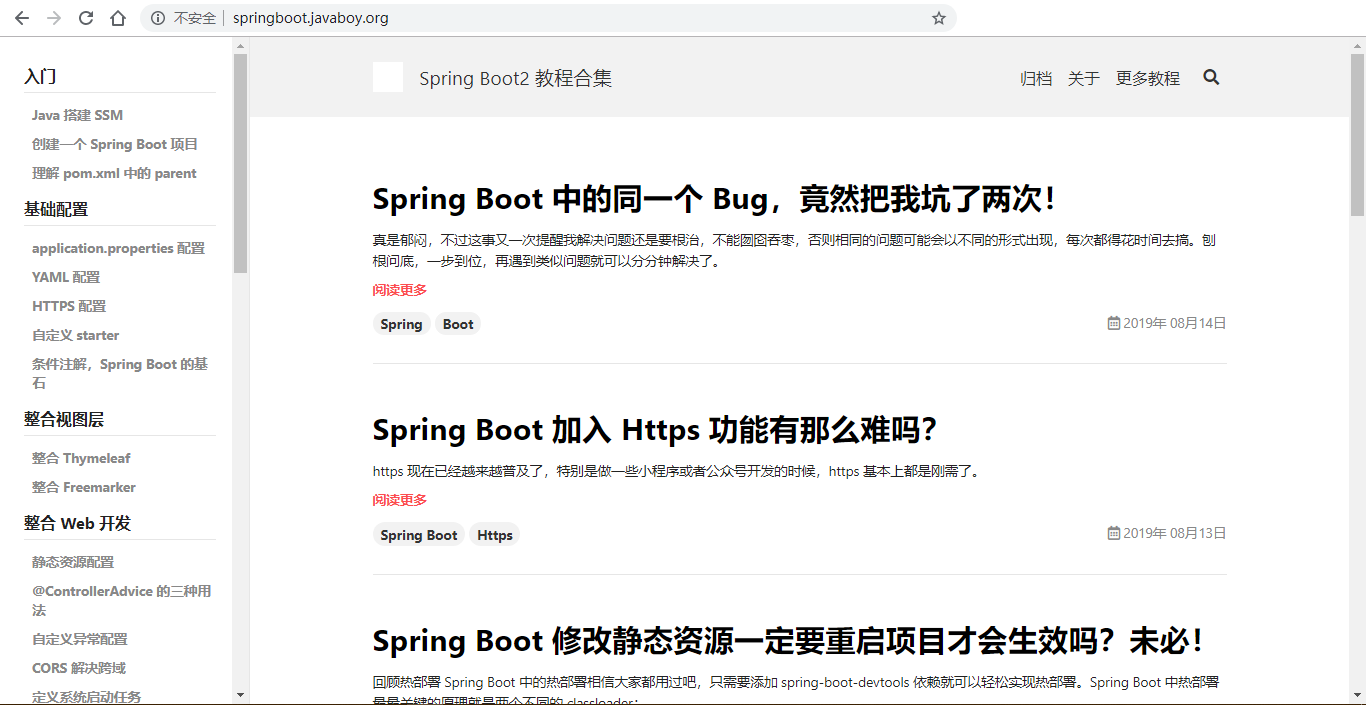 不安全 springboot.javaboy.org
入门
Java 搭建 SSM
创建一个 Spring Boot 项目
理解 pom.xml 中的 parent
基础配置
application.properties 配置
YAML 配置
HTTPS 配置
自定义 starter
条件注解，Spring Boot 的基
石
整合视图层
整合 Thymeleaf
整合 Freemarker
整合 Web 开发
静态资源配置
@ControllerAdvice 的三种用
法
自定义异常配置
CORS 解决跨域
定义系统启动任务
Spring Boot2 教程合集
归档 关于 更多教程
Spring Boot 中的同一个 Bug，竟然把我坑了两次！
真是郁闷，不过这事又一次提醒我解决问题还是要根治，不能囫囵吞枣，否则相同的问题可能会以不同的形式出现，每次都得花时间去搞。刨
根问底，一步到位，再遇到类似问题就可以分分钟解决了。
阅读更多
Spring Boot 2019年 08月14日
Spring Boot 加入 Https 功能有那么难吗？
https 现在已经越来越普及了，特别是做一些小程序或者公众号开发的时候，https 基本上都是刚需了。
阅读更多
Spring Boot Https 2019年 08月13日
Spring Boot 修改静态资源一定要重启项目才会生效吗？未必！
回顾热部署 Spring Boot 中的热部署相信大家都用过吧，只需要添加 spring-boot-devtools 依赖就可以轻松实现热部署。Spring Boot 中热部署
最最关键的原理就是两个不同的 classloader：